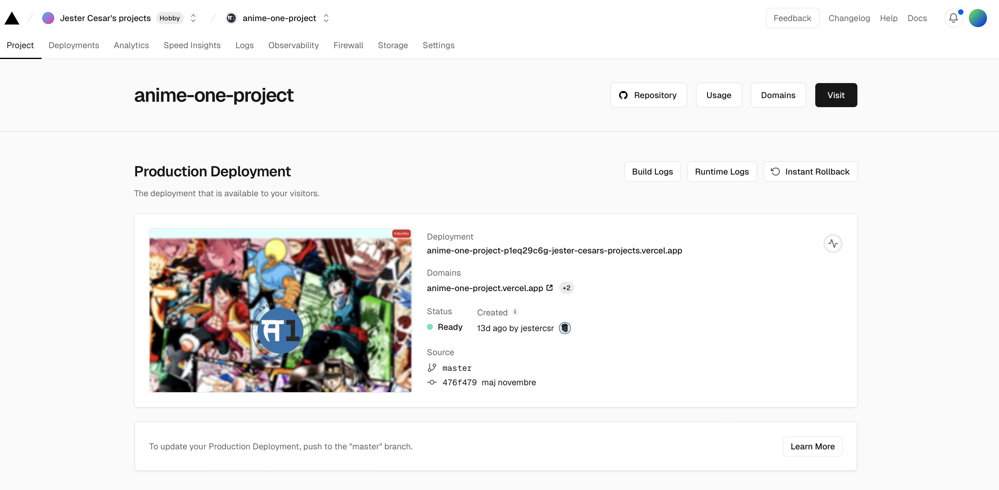 Jester Cesar's projects Hobby anime-one-project Feedback Changelog Help Docs
Project Deployments Analytics Speed Insights Logs Observability Firewall Storage Settings
anime-one-project Repository Usage Domains Visit
Production Deployment Build Logs Runtime Logs Instant Rollback
The deployment that is available to your visitors.
S'identifier
ANIME
1
Deployment
anime-one-project-p1eq29c6g-jester-cesars-projects.vercel.app
Domains
anime-one-project.vercel.app +2
Status Created
Ready 13d ago by jestercsr
Source
master
476f479 maj novembre
To update your Production Deployment, push to the "master" branch. Learn More